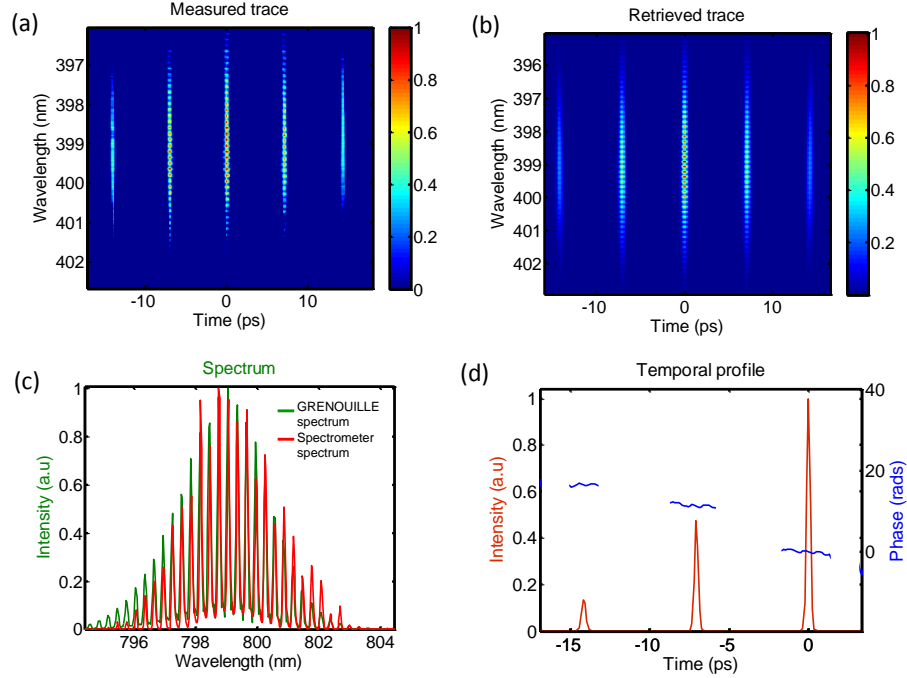 (a)
Measured trace
Wavelength (nm)
397
398
399
400
401
402
-10
0
10
Time (ps)
1
0.8
0.6
0.4
0.2
0
(b)
Retrieved trace
Wavelength (nm)
396
397
398
399
400
401
402
-10
0
10
Time (ps)
1
0.8
0.6
0.4
0.2
(c)
Spectrum
Intensity (a.u)
1
0.8
0.6
0.4
0.2
0
GRENOUILLE
spectrum
Spectrometer
spectrum
796
798
800
802
804
Wavelength (nm)
(d)
Temporal profile
Intensity (a.u)
1
0.8
0.6
0.4
0.2
0
-15
-10
-5
0
Time (ps)
40
20
0
Phase (rads)